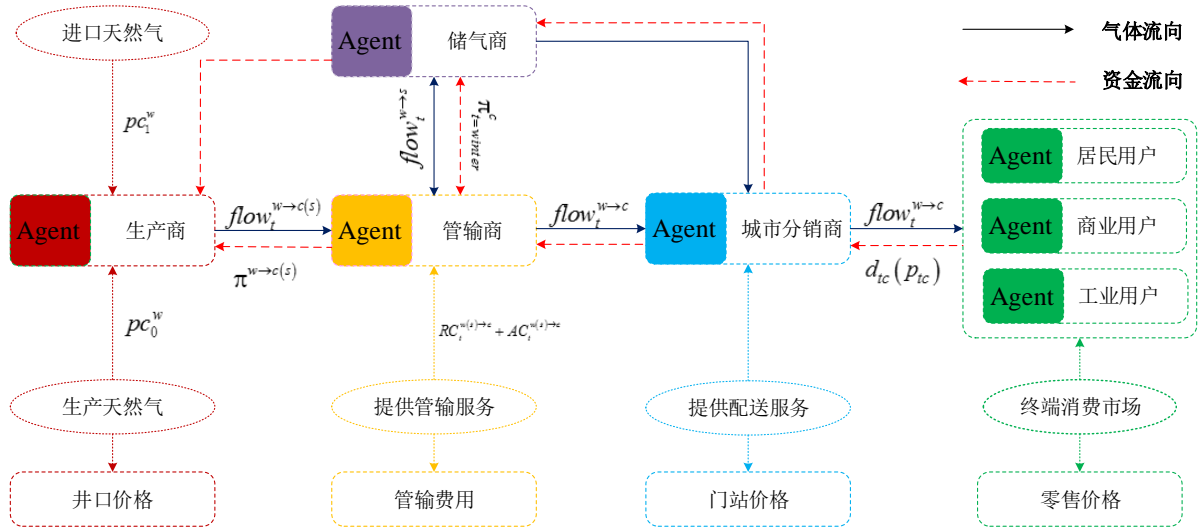 进口天然气
Agent
储气商
气体流向
资金流向
pc_1^w
flow_t^{s→w→s}
π_{t=winter}^c
Agent
居民用户
Agent
生产商
flow_t^{w→c(s)}
π^{w→c(s)}
Agent
管输商
flow_t^{w→c}
Agent
城市分销商
flow_t^{w→c}
d_{tc}(p_{tc})
Agent
商业用户
Agent
工业用户
pc_0^w
RC_t^{w(s)→c} + AC_t^{w(s)→c}
生产天然气
提供管输服务
提供配送服务
终端消费市场
井口价格
管输费用
门站价格
零售价格